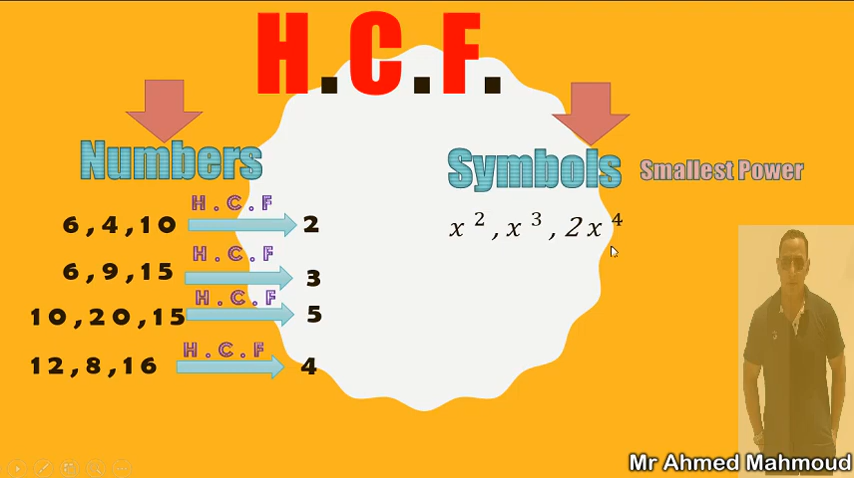 H.C.F.
Numbers
H.C.F
6,4,10 2
H.C.F
6,9,15 3
H.C.F
10,20,15 5
H.C.F
12,8,16 4
Symbols Smallest Power
x², x³, 2x⁴
Mr Ahmed Mahmoud